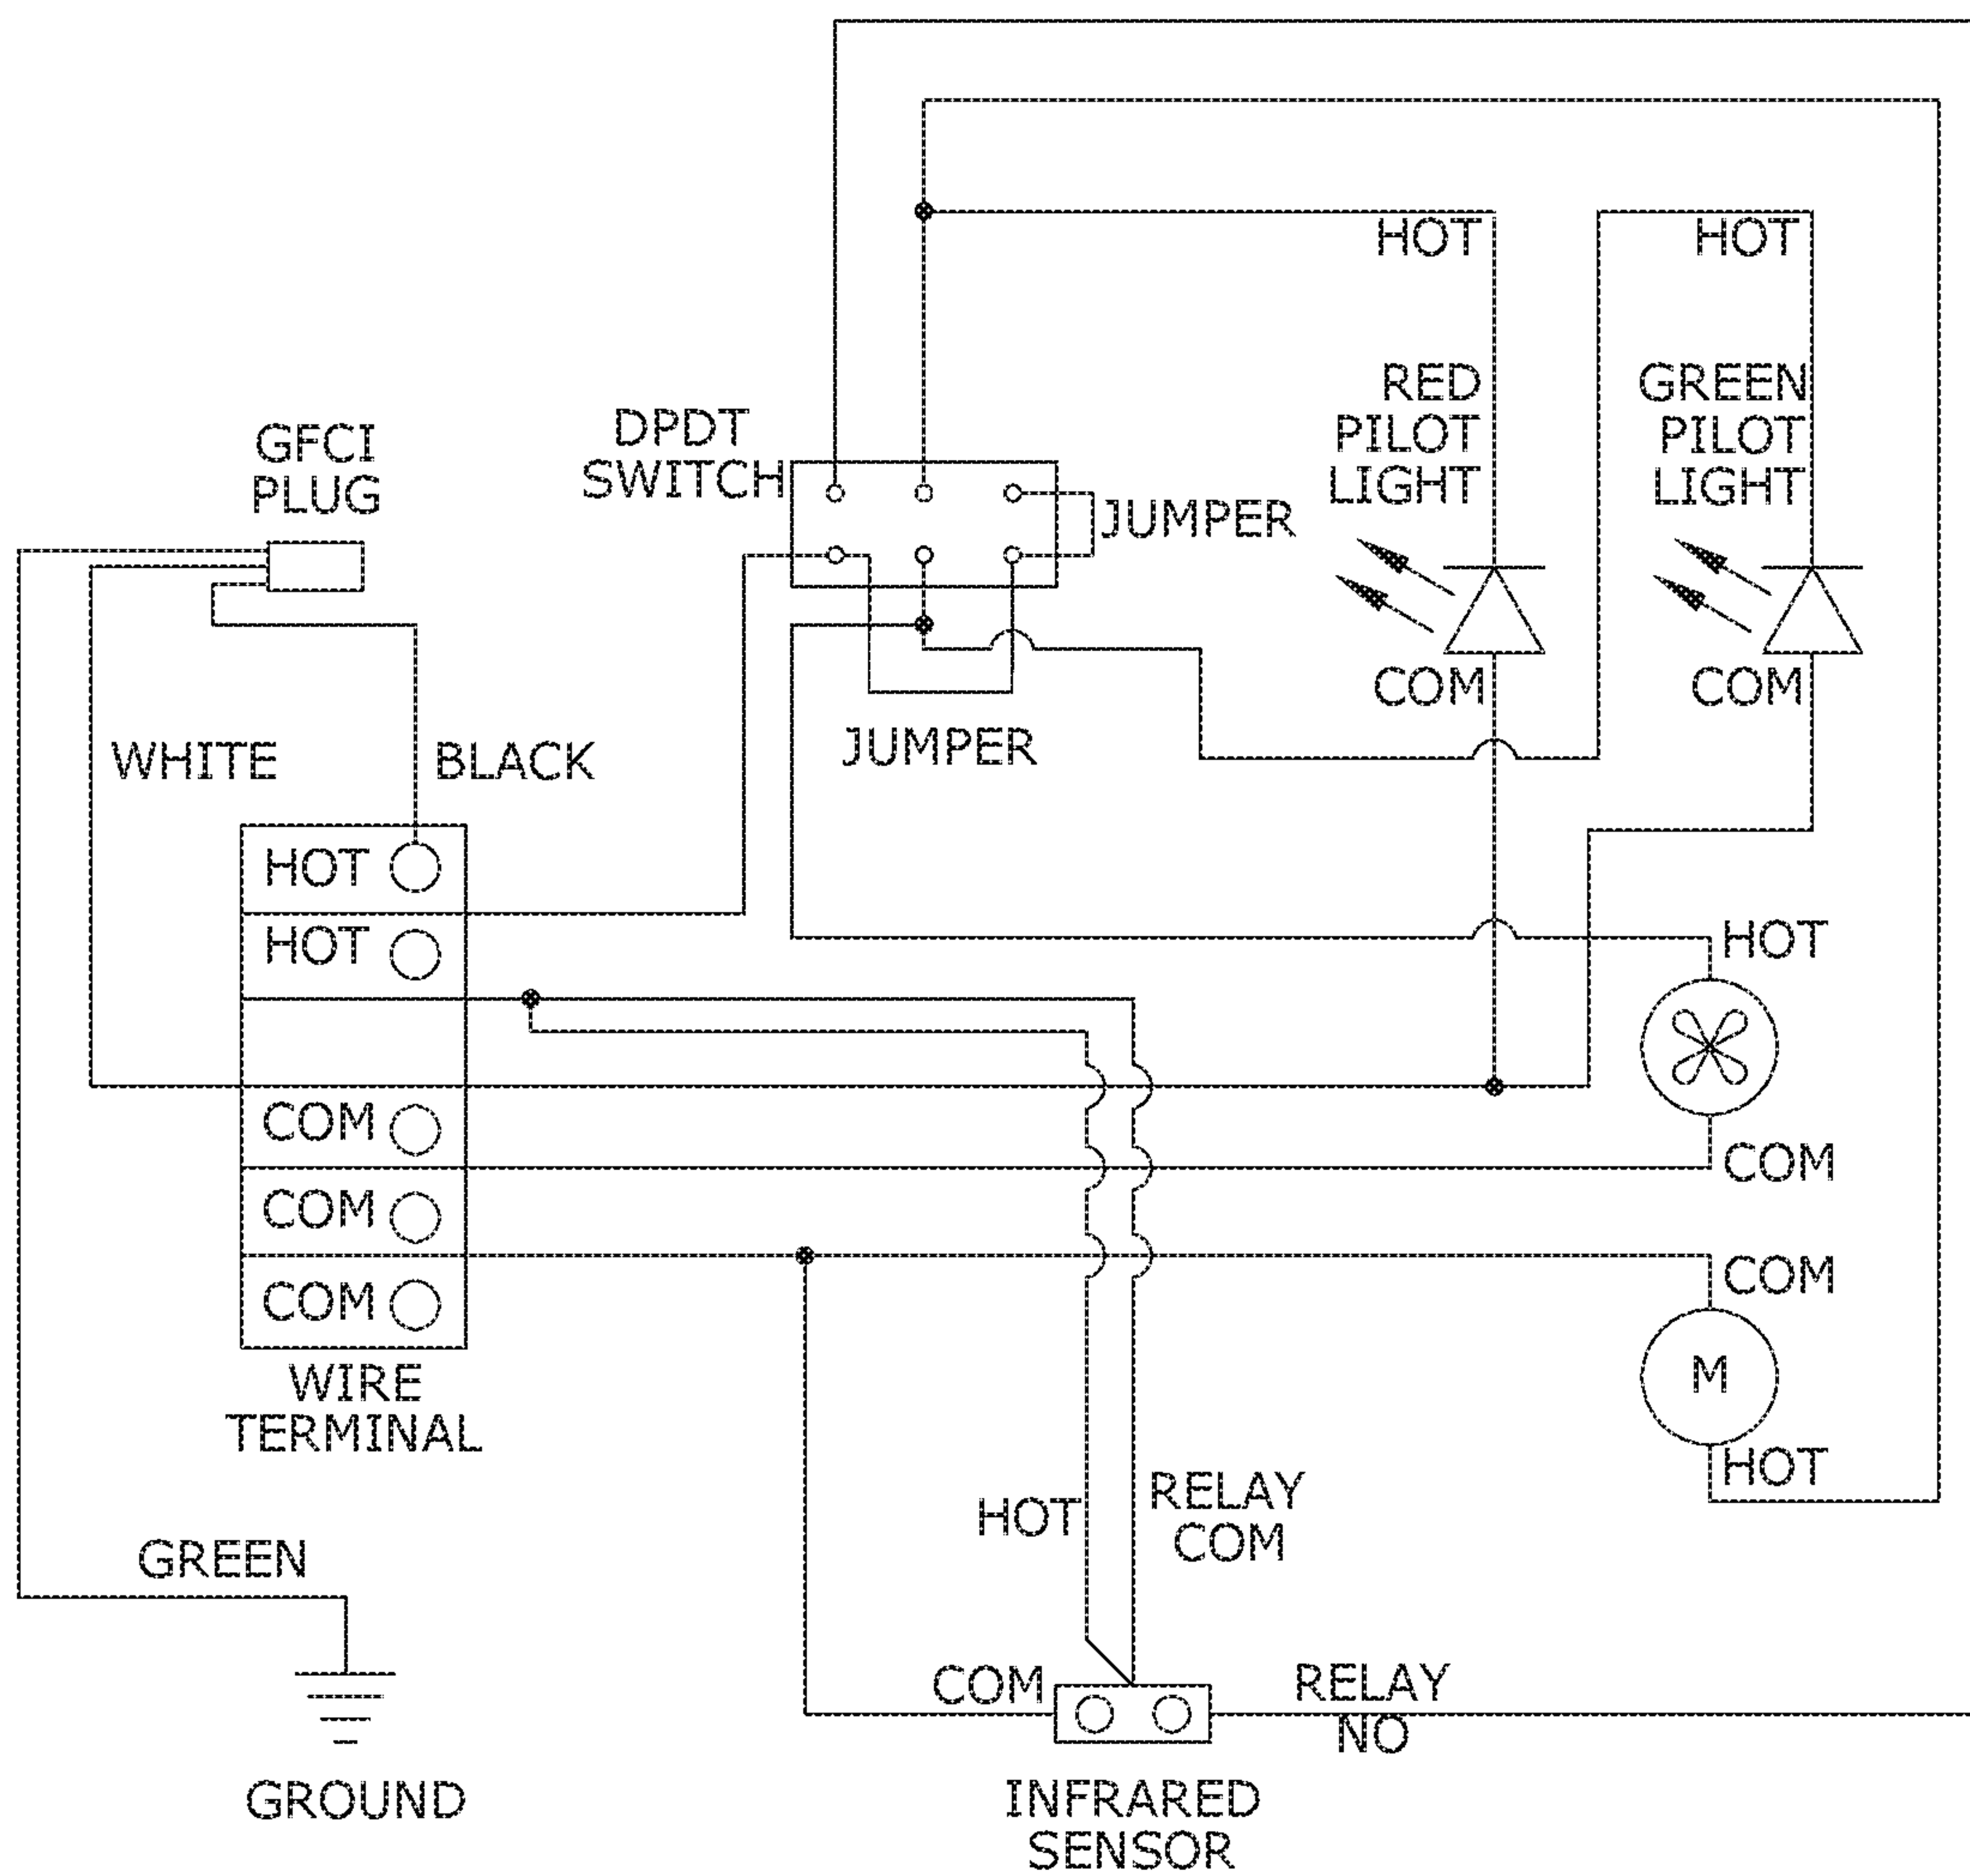 HOT
HOT
RED
PILOT
LIGHT
GREEN
PILOT
LIGHT
DPDT
SWITCH
JUMPER
GFCI
PLUG
COM
COM
JUMPER
WHITE
BLACK
HOT
HOT
COM
COM
COM
WIRE
TERMINAL
HOT
COM
COM
M
HOT
HOT
RELAY
COM
GREEN
GROUND
COM
RELAY
NO
INFRARED
SENSOR